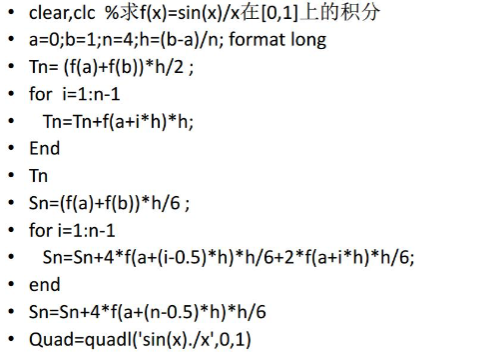 • clear,clc  %求f(x)=sin(x)/x在[0,1]上的积分
• a=0;b=1;n=4;h=(b-a)/n; format long
• Tn= (f(a)+f(b))*h/2 ;
• for  i=1:n-1
•   Tn=Tn+f(a+i*h)*h;
• End
• Tn
• Sn=(f(a)+f(b))*h/6 ;
• for i=1:n-1
•   Sn=Sn+4*f(a+(i-0.5)*h)*h/6+2*f(a+i*h)*h/6;
• end
• Sn=Sn+4*f(a+(n-0.5)*h)*h/6
• Quad=quadl('sin(x)./x',0,1)